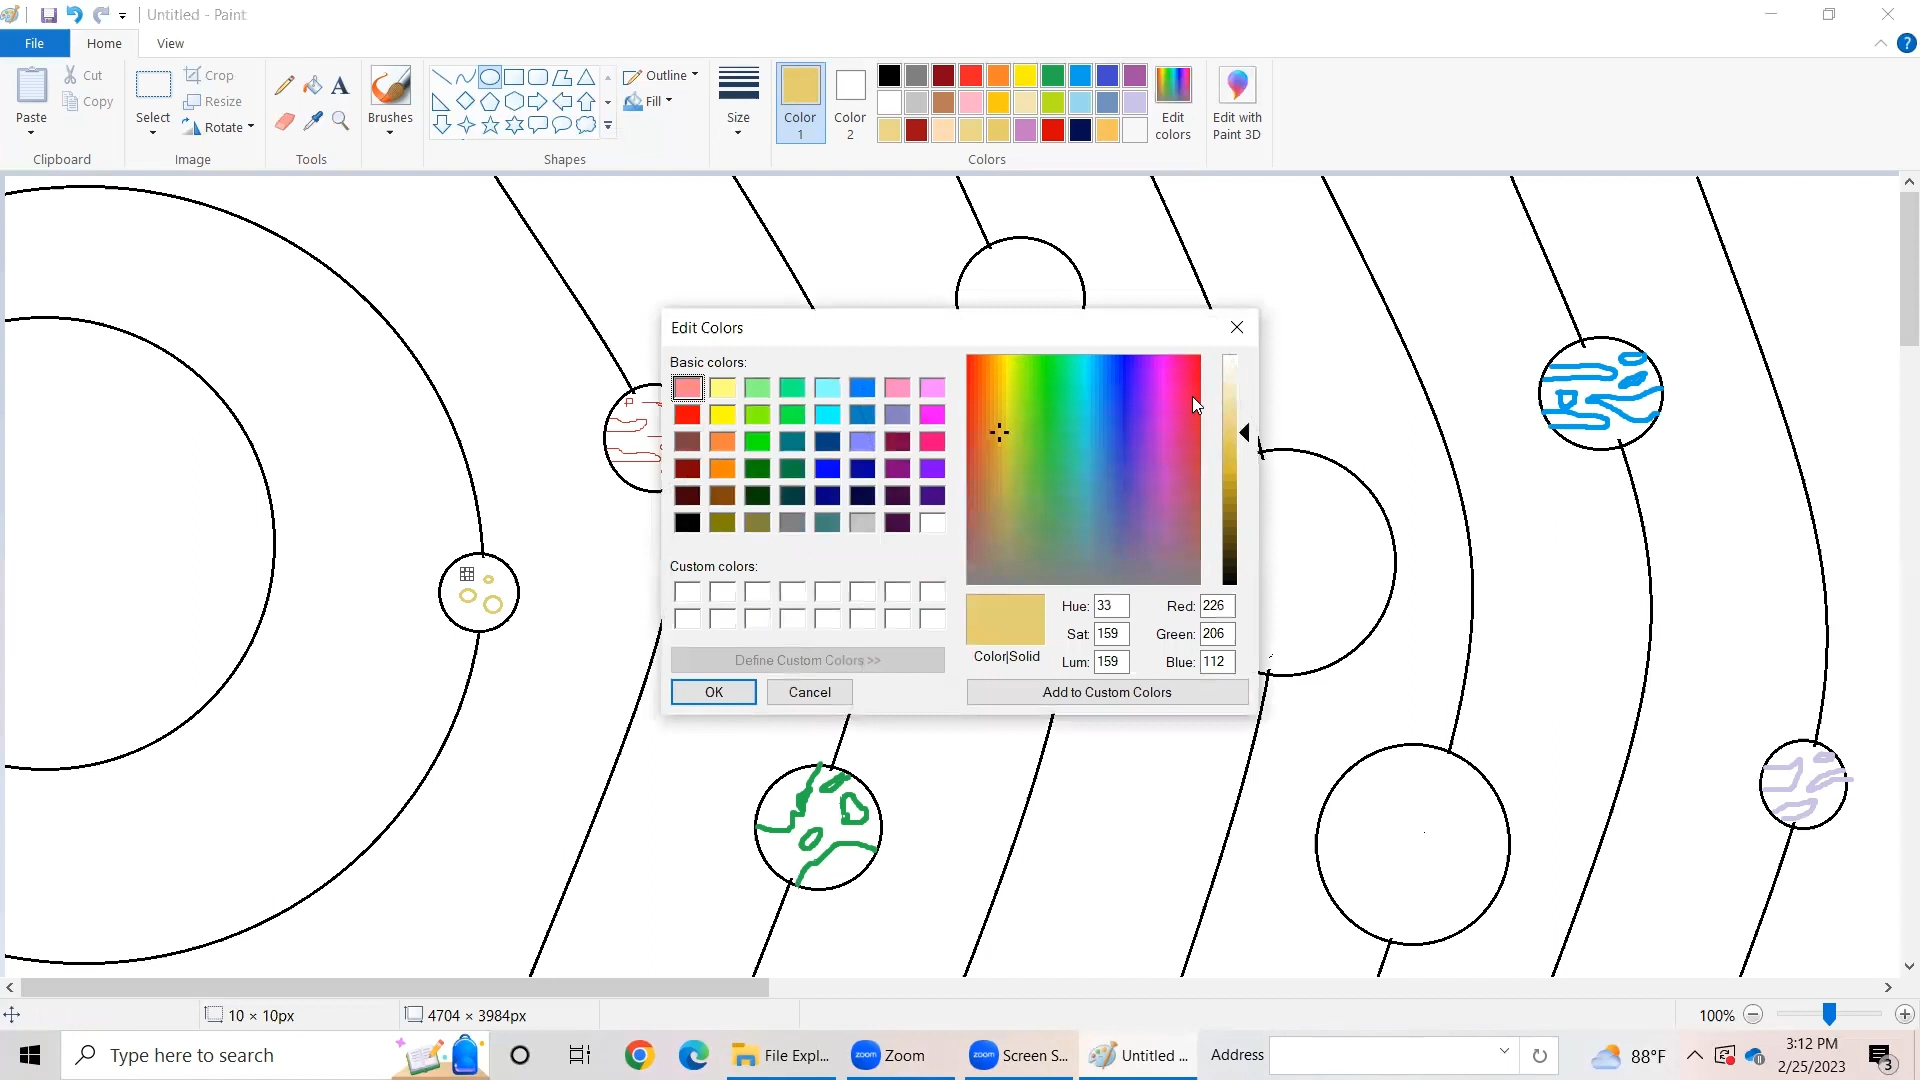 Untitled - Paint
File Home View
Paste
Cut
Copy
Clipboard
Select
Crop
Resize
Rotate
Image
A
Tools
Brushes
Shapes
Outline
Fill
Size
Color 1
Color 2
Colors
Edit colors
Edit with Paint 3D
?
Edit Colors
Basic colors:
Custom colors:
Define Custom Colors >>
OK Cancel
Color|Solid
Hue: 33 Red: 226
Sat: 159 Green: 206
Lum: 159 Blue: 112
Add to Custom Colors
10 × 10px 4704 × 3984px 100%
Type here to search
File Expl...
zoom Zoom
zoom Screen S...
Untitled ...
Address
88°F
3:12 PM
2/25/2023
3